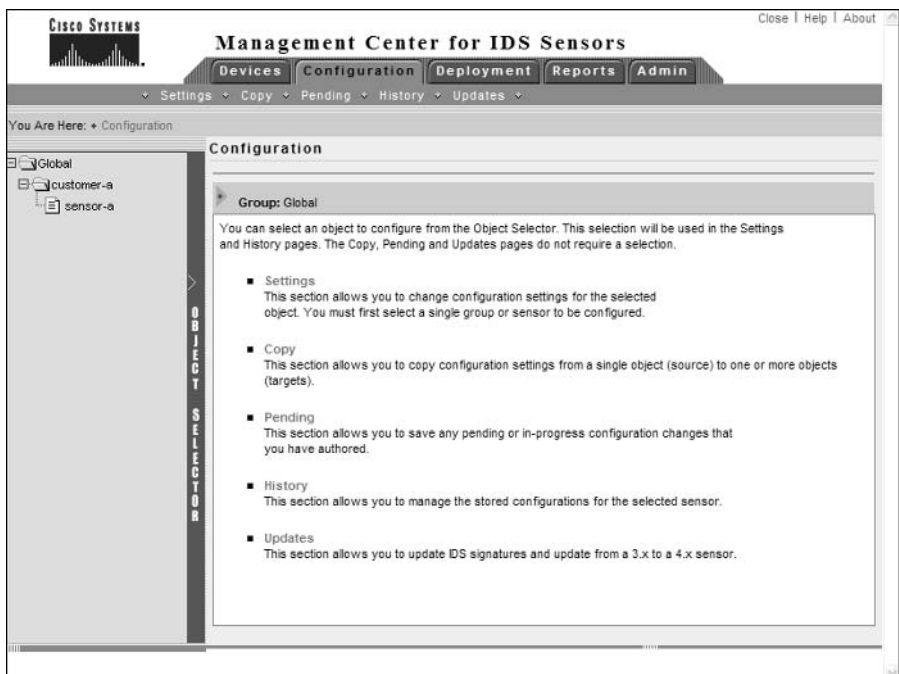 Close | Help | About
CISCO SYSTEMS
Management Center for IDS Sensors
Devices Configuration Deployment Reports Admin
Settings Copy Pending History Updates
You Are Here: Configuration
Global
customer-a
sensor-a
OBJECT SELECTOR
Configuration
Group: Global
You can select an object to configure from the Object Selector. This selection will be used in the Settings
and History pages. The Copy, Pending and Updates pages do not require a selection.
Settings
This section allows you to change configuration settings for the selected
object. You must first select a single group or sensor to be configured.
Copy
This section allows you to copy configuration settings from a single object (source) to one or more objects
(targets).
Pending
This section allows you to save any pending or in-progress configuration changes that
you have authored.
History
This section allows you to manage the stored configurations for the selected sensor.
Updates
This section allows you to update IDS signatures and update from a 3.x to a 4.x sensor.